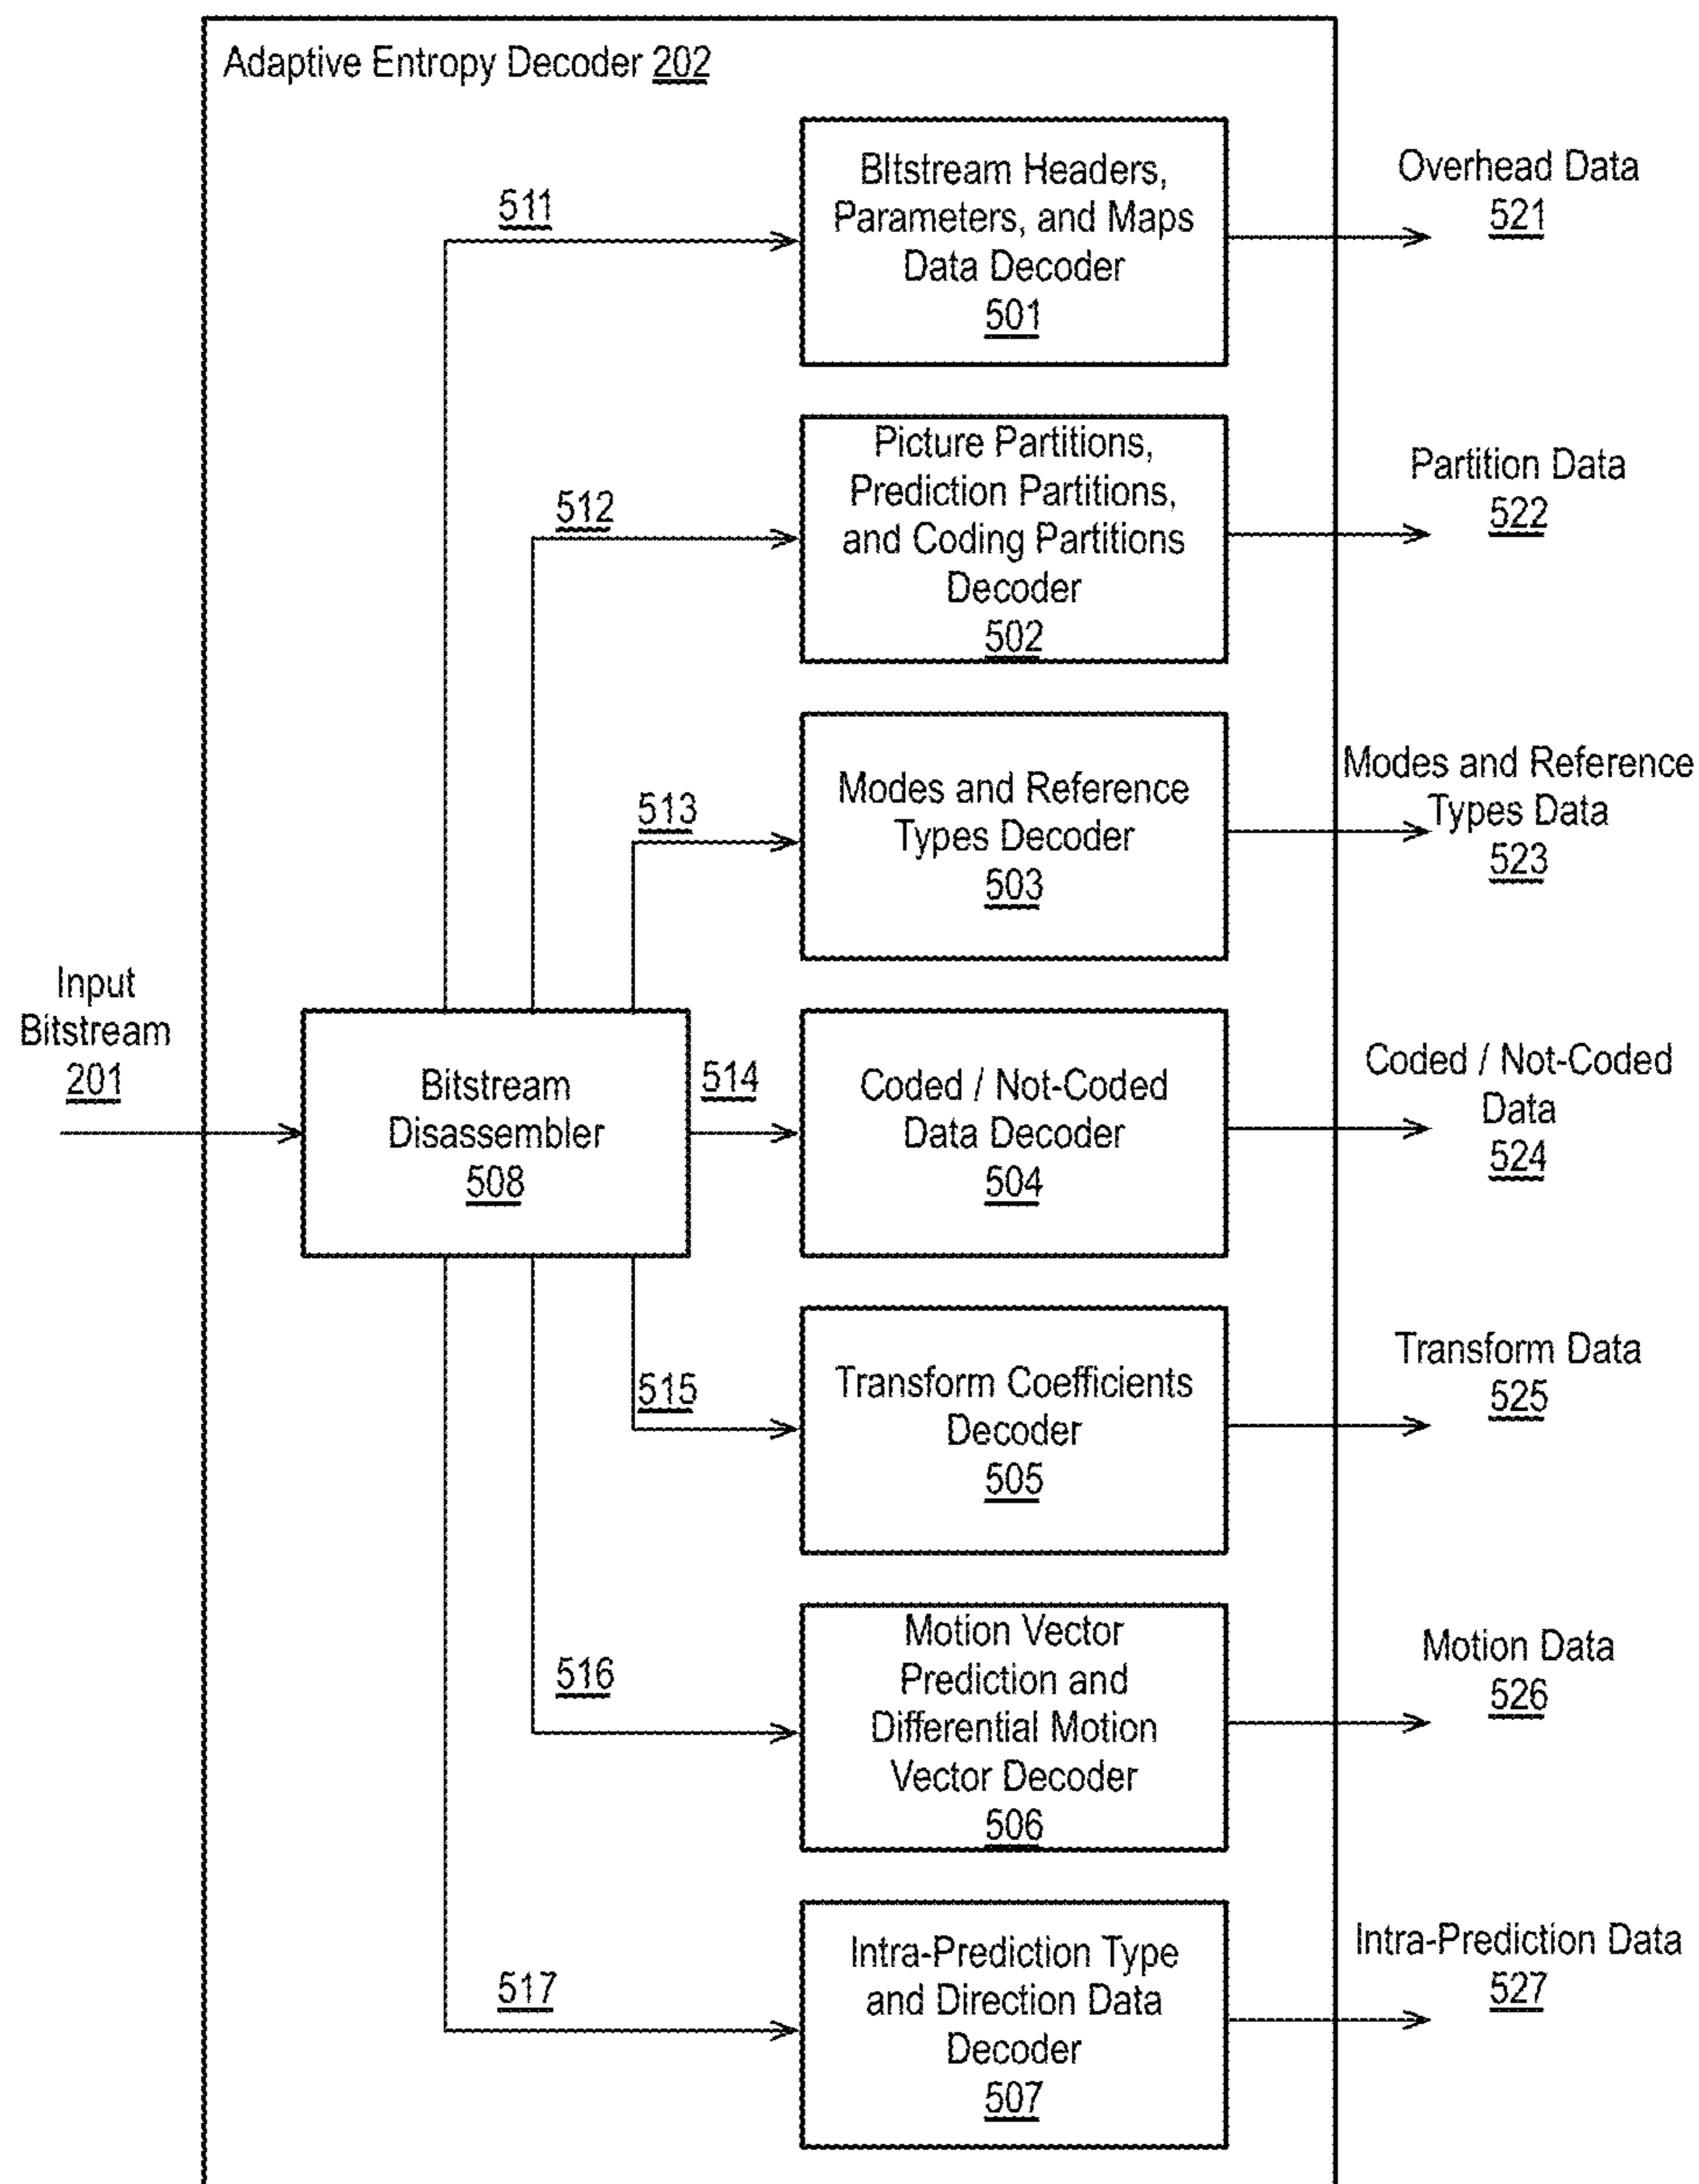 Adaptive Entropy Decoder 202
BItstream Headers,
Parameters, and Maps
Data Decoder
501
511
Overhead Data
521
Picture Partitions,
Prediction Partitions,
and Coding Partitions
Decoder
502
512
Partition Data
522
Modes and Reference
Types Decoder
503
513
Modes and Reference
Types Data
523
Input
Bitstream
201
Bitstream
Disassembler
508
514
Coded / Not-Coded
Data Decoder
504
Coded / Not-Coded
Data
524
515
Transform Coefficients
Decoder
505
Transform Data
525
516
Motion Vector
Prediction and
Differential Motion
Vector Decoder
506
Motion Data
526
517
Intra-Prediction Type
and Direction Data
Decoder
507
Intra-Prediction Data
527